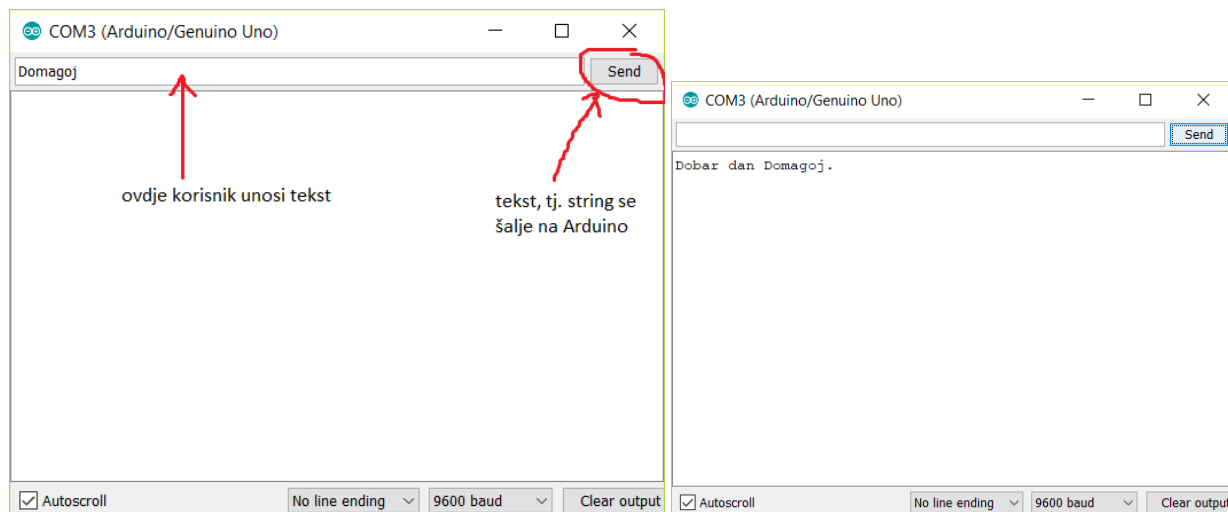 COM3 (Arduino/Genuino Uno)
Domagoj
Send
ovdje korisnik unosi tekst
tekst, tj. string se
šalje na Arduino
Autoscroll
No line ending
9600 baud
Clear output
COM3 (Arduino/Genuino Uno)
Send
Dobar dan Domagoj.
Autoscroll
No line ending
9600 baud
Clear output